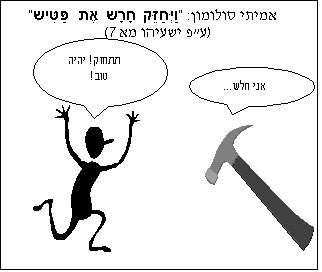 אמיתי סולומון: "וַיְּחַזֵּק חָרָשׁ אֶת פַּטִּישׁ"
(ע״פ ישעיהו מא 7)
תתחזק! יהיה
טוב!
אני חלש...